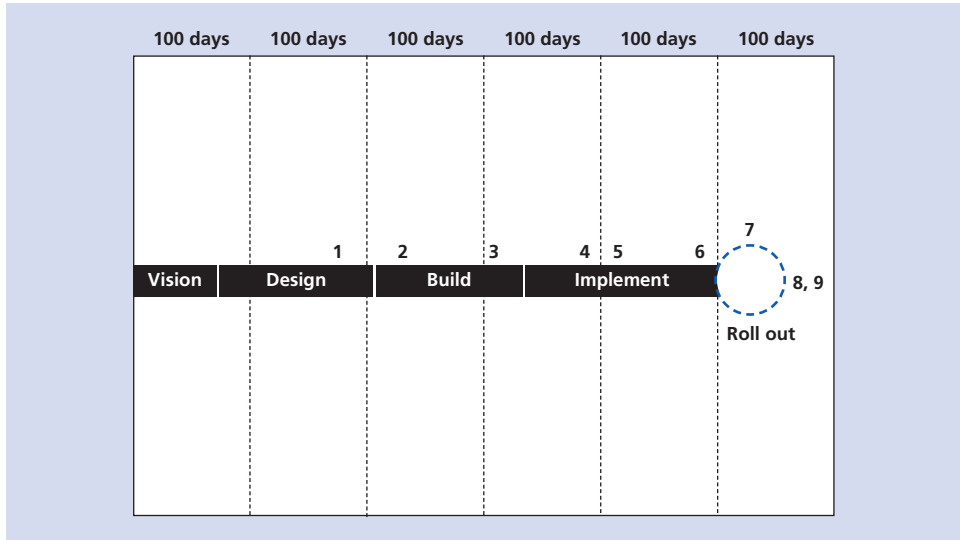 100 days 100 days 100 days 100 days 100 days 100 days
7
1 2 3 4 5 6
Vision Design Build Implement 8, 9
Roll out